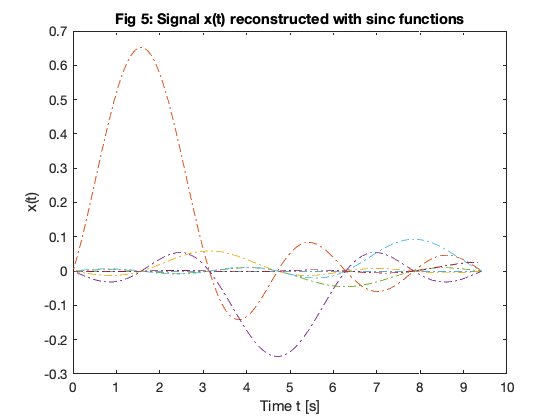 Fig 5: Signal x(t) reconstructed with sinc functions
0.7
0.6
0.5
0.4
0.3
0.2
0.1
0
-0.1
-0.2
-0.3
x(t)
0 1 2 3 4 5 6 7 8 9 10
Time t [s]